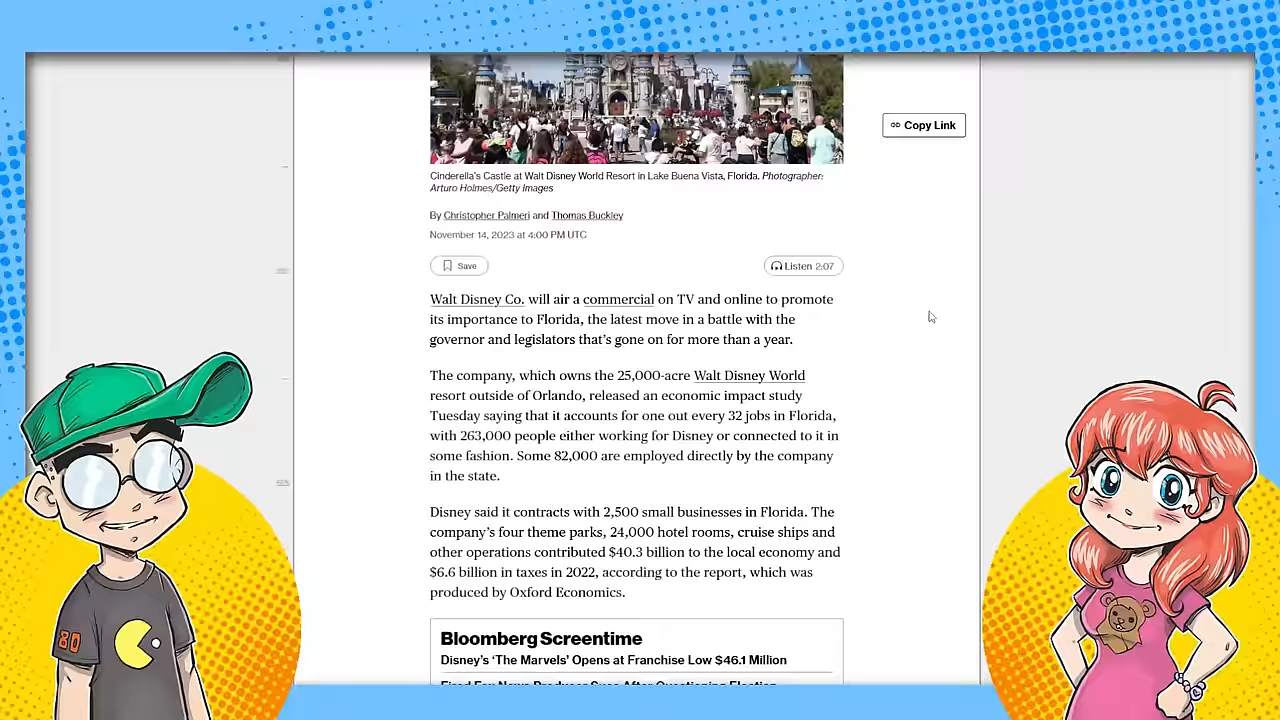 Copy Link
Cinderella's Castle at Walt Disney World Resort in Lake Buena Vista, Florida. Photographer:
Arturo Holmes/Getty Images
By Christopher Palmeri and Thomas Buckley
November 14, 2023 at 4:00 PM UTC
Save
Listen 2:07
Walt Disney Co. will air a commercial on TV and online to promote
its importance to Florida, the latest move in a battle with the
governor and legislators that's gone on for more than a year.
The company, which owns the 25,000-acre Walt Disney World
resort outside of Orlando, released an economic impact study
Tuesday saying that it accounts for one out every 32 jobs in Florida,
with 263,000 people either working for Disney or connected to it in
some fashion. Some 82,000 are employed directly by the company
in the state.
Disney said it contracts with 2,500 small businesses in Florida. The
company's four theme parks, 24,000 hotel rooms, cruise ships and
other operations contributed $40.3 billion to the local economy and
$6.6 billion in taxes in 2022, according to the report, which was
produced by Oxford Economics.
Bloomberg Screentime
Disney's 'The Marvels' Opens at Franchise Low $46.1 Million
Fired Fox News Producer Sues After Questioning Election
80